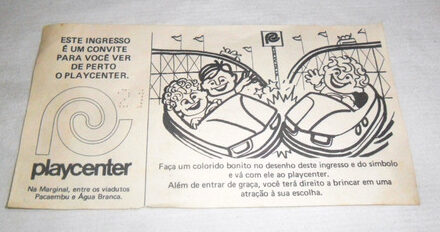 ESTE INGRESSO
É UM CONVITE
PARA VOCÊ VER
DE PERTO
O PLAYCENTER.
playcenter
Na Marginal, entre os viadutos
Pacaembu e Água Branca.
Faça um colorido bonito no desenho deste ingresso e do símbolo
e vá com ele ao playcenter.
Além de entrar de graça, você terá direito a brincar em uma
atração à sua escolha.